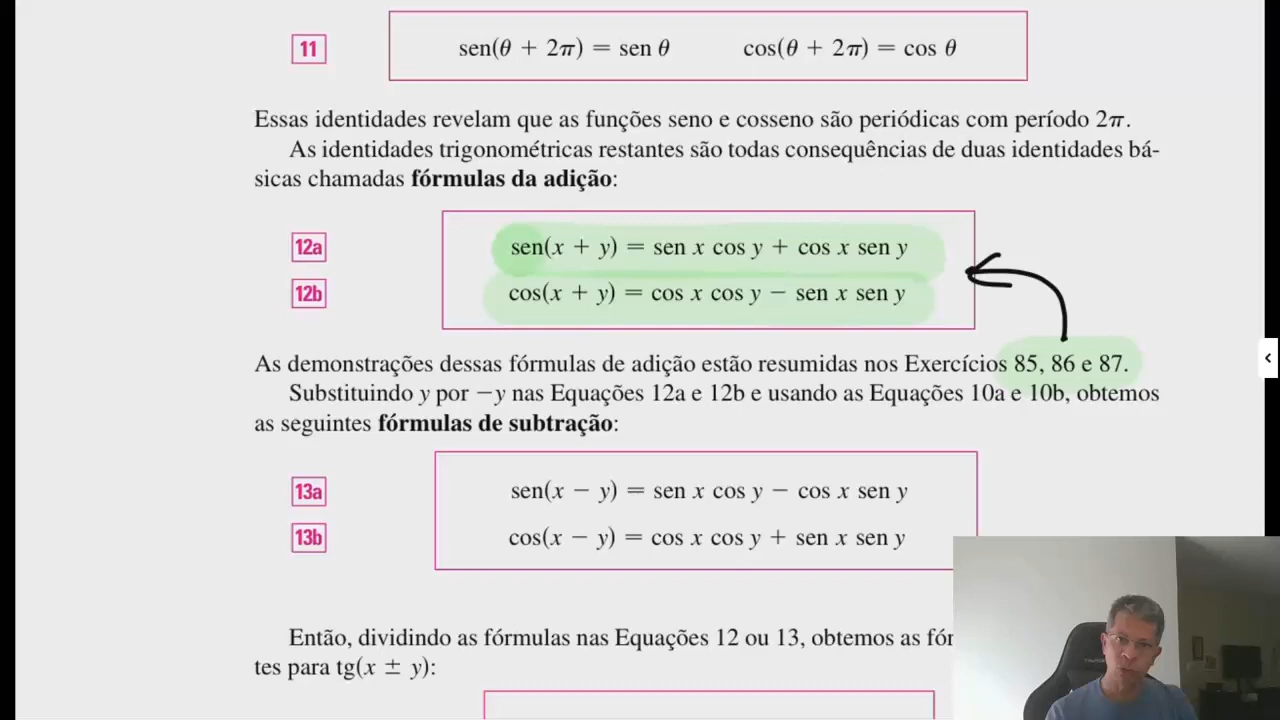 11 sen(θ + 2π) = sen θ cos(θ + 2π) = cos θ
Essas identidades revelam que as funções seno e cosseno são periódicas com período 2π.
As identidades trigonométricas restantes são todas consequências de duas identidades bá-
sicas chamadas fórmulas da adição:
12a sen(x + y) = sen x cos y + cos x sen y
12b cos(x + y) = cos x cos y − sen x sen y
As demonstrações dessas fórmulas de adição estão resumidas nos Exercícios 85, 86 e 87.
Substituindo y por −y nas Equações 12a e 12b e usando as Equações 10a e 10b, obtemos
as seguintes fórmulas de subtração:
13a sen(x − y) = sen x cos y − cos x sen y
13b cos(x − y) = cos x cos y + sen x sen y
Então, dividindo as fórmulas nas Equações 12 ou 13, obtemos as fór
tes para tg(x ± y):